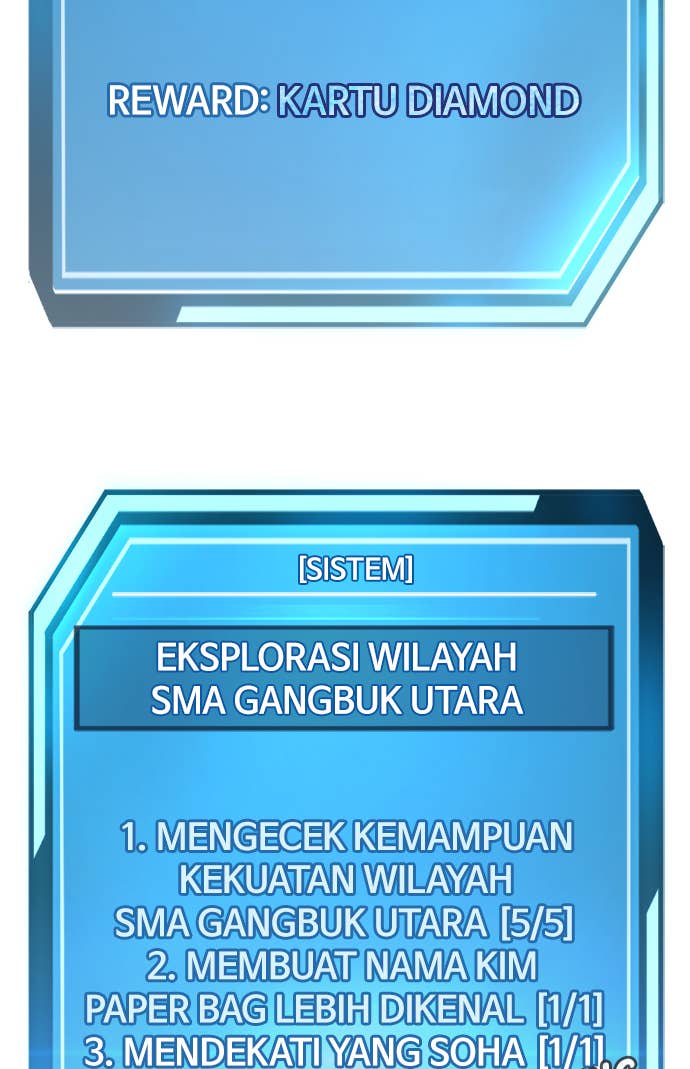 REWARD: KARTU DIAMOND
[SISTEM]
EKSPLORASI WILAYAH
SMA GANGBUK UTARA
1. MENGECEK KEMAMPUAN
KEKUATAN WILAYAH
SMA GANGBUK UTARA [5/5]
2. MEMBUAT NAMA KIM
PAPER BAG LEBIH DIKENAL [1/1]
3. MENDEKATI YANG SOHA [1/1]